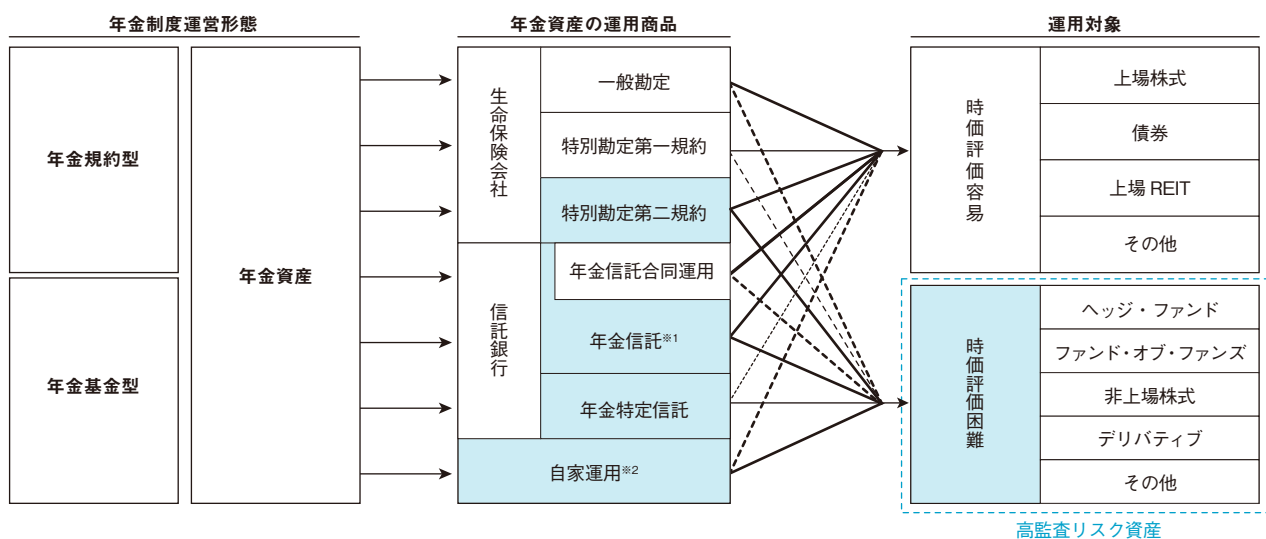 年金制度運営形態
年金規約型
年金基金型
年金資産
年金資産の運用商品
生命保険会社
一般勘定
特別勘定第一規約
特別勘定第二規約
信託銀行
年金信託合同運用
年金信託※1
年金特定信託
自家運用※2
運用対象
時価評価容易
上場株式
債券
上場 REIT
その他
時価評価困難
ヘッジ・ファンド
ファンド・オブ・ファンズ
非上場株式
デリバティブ
その他
高監査リスク資産